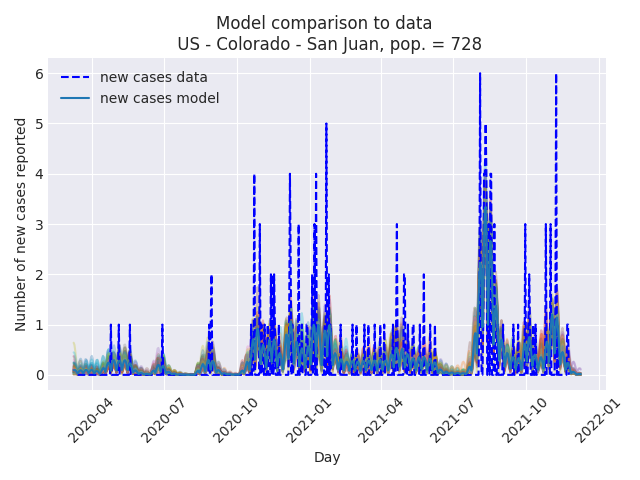 Model comparison to data
US - Colorado - San Juan, pop. = 728
new cases data
new cases model
Number of new cases reported
6
5
4
3
2
1
0
2020-04
2020-07
2020-10
2021-01
2021-04
2021-07
2021-10
2022-01
Day